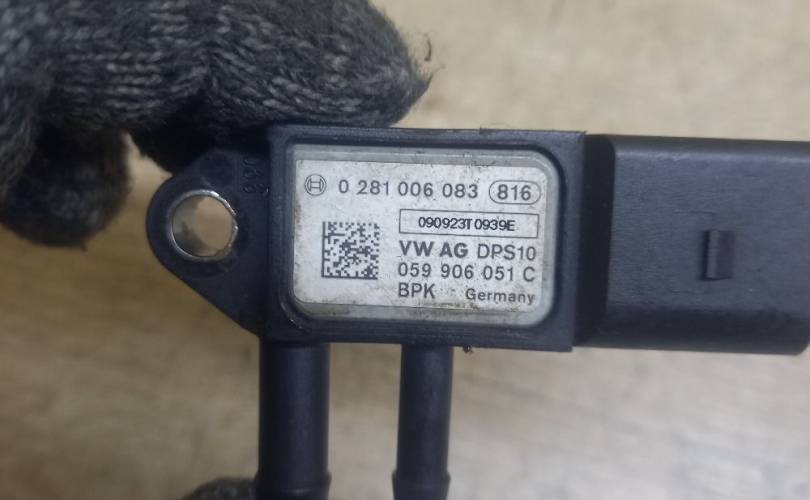 0 281 006 083 816
090923T0939E
VW AG DPS10
059 906 051 C
BPK Germany